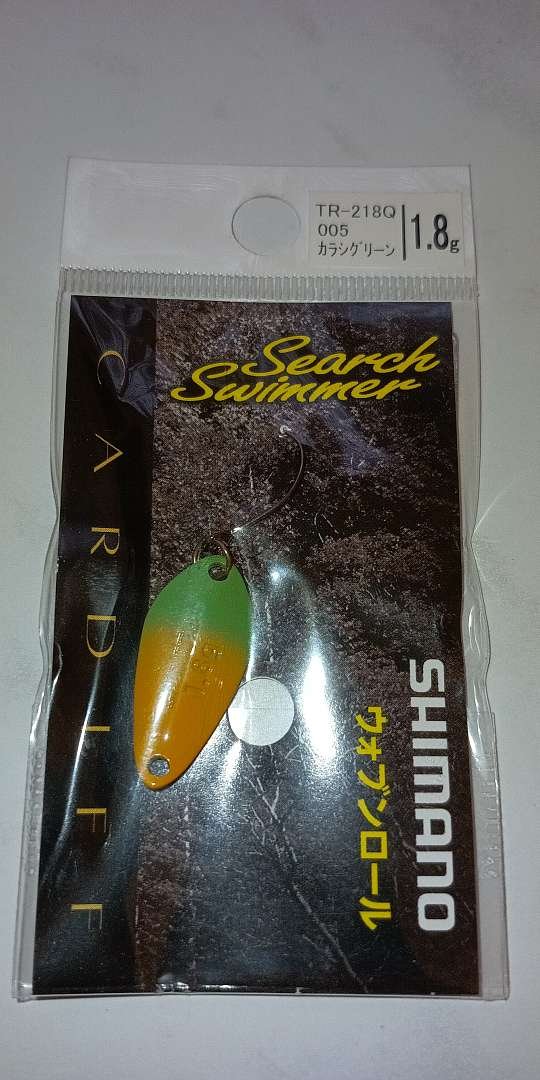 TR-218Q
005
カラシグリーン
1.8g
Search
Swimmer
CARDIFF
SHIMANO
ウォブンロール